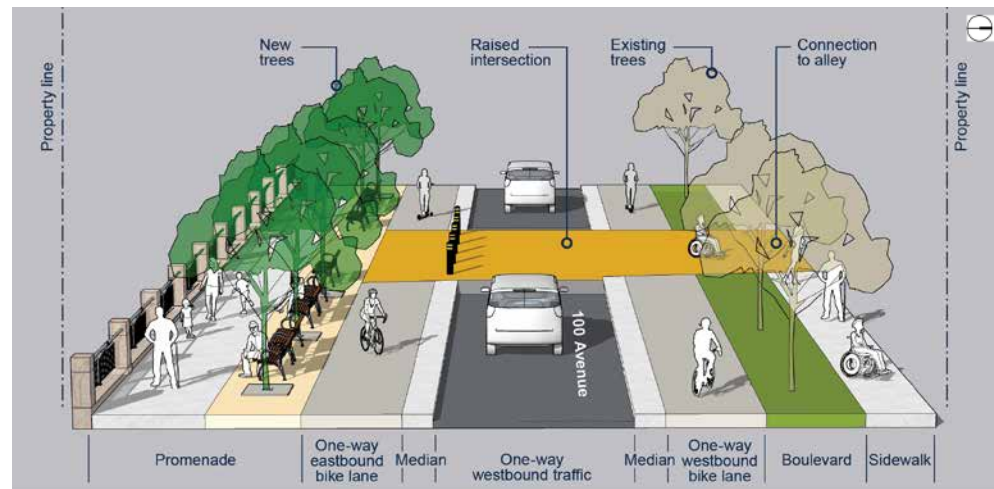 Property line
New
trees
Raised
intersection
Existing
trees
Connection
to alley
Property line
100 Avenue
Promenade
One-way
eastbound
bike lane
Median
One-way
westbound traffic
Median
One-way
westbound
bike lane
Boulevard
Sidewalk